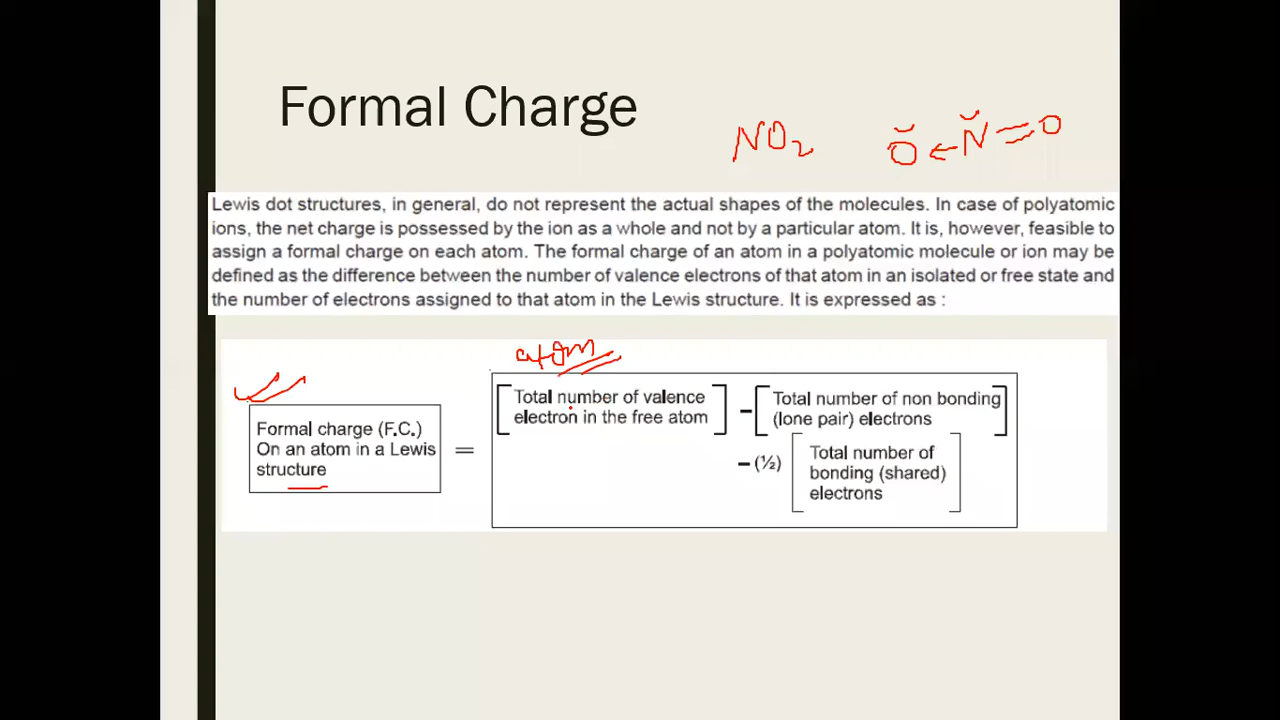 Formal Charge
NO2 O ← N = O
Lewis dot structures, in general, do not represent the actual shapes of the molecules. In case of polyatomic
ions, the net charge is possessed by the ion as a whole and not by a particular atom. It is, however, feasible to
assign a formal charge on each atom. The formal charge of an atom in a polyatomic molecule or ion may be
defined as the difference between the number of valence electrons of that atom in an isolated or free state and
the number of electrons assigned to that atom in the Lewis structure. It is expressed as :
atom
Formal charge (F.C.)
On an atom in a Lewis
structure
=
[Total number of valence
electron in the free atom]
– [Total number of non bonding
(lone pair) electrons]
– (½) [Total number of
bonding (shared)
electrons]